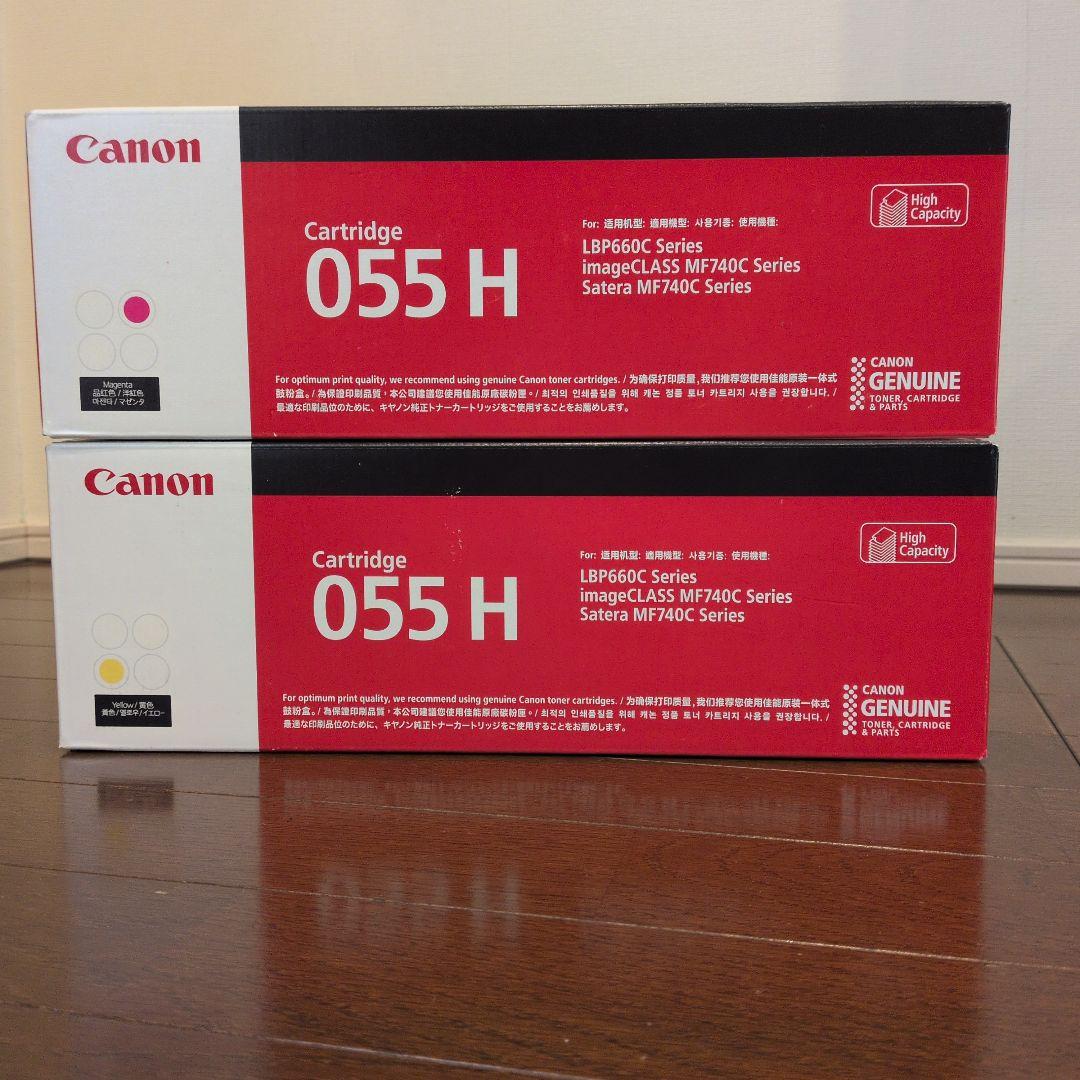 Canon
Cartridge
055 H
For: 适用机型: 適用機型: 사용기종: 使用機種:
LBP660C Series
imageCLASS MF740C Series
Satera MF740C Series
High
Capacity
Magenta
品红色 / 洋紅色
마젠타 / マゼンタ
For optimum print quality, we recommend using genuine Canon toner cartridges. / 为确保打印质量，我们推荐您使用佳能原装一体式
鼓粉盒。/ 為保證印刷品質，本公司建議您使用佳能原廠碳粉匣。/ 최적의 인쇄품질을 위해 캐논 정품 토너 카트리지 사용을 권장합니다. /
最適な印刷品位のために、キヤノン純正トナーカートリッジをご使用することをお薦めします。
CANON
GENUINE
TONER, CARTRIDGE
& PARTS
Canon
Cartridge
055 H
For: 适用机型: 適用機型: 사용기종: 使用機種:
LBP660C Series
imageCLASS MF740C Series
Satera MF740C Series
High
Capacity
Yellow / 黄色
黃色 / 옐로우 / イエロー
For optimum print quality, we recommend using genuine Canon toner cartridges. / 为确保打印质量，我们推荐您使用佳能原装一体式
鼓粉盒。/ 為保證印刷品質，本公司建議您使用佳能原廠碳粉匣。/ 최적의 인쇄품질을 위해 캐논 정품 토너 카트리지 사용을 권장합니다. /
最適な印刷品位のために、キヤノン純正トナーカートリッジをご使用することをお薦めします。
CANON
GENUINE
TONER, CARTRIDGE
& PARTS